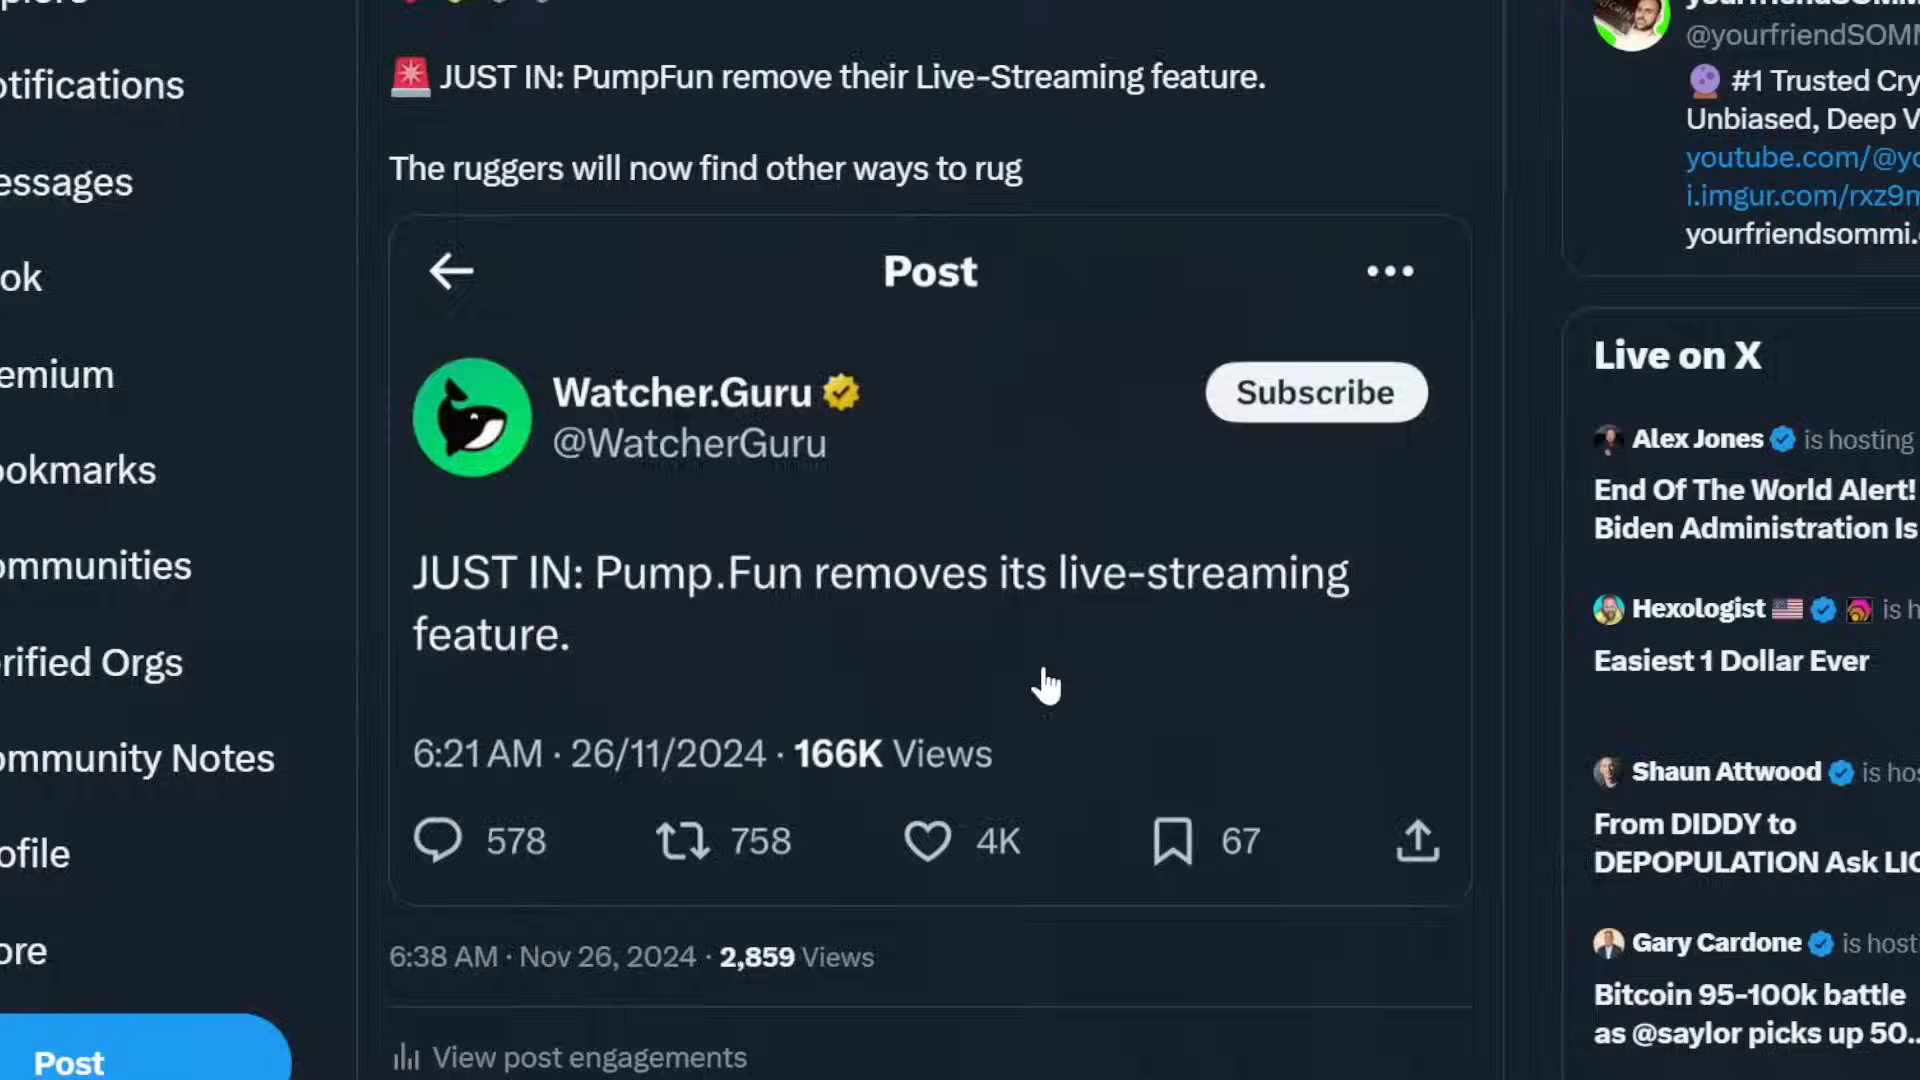 otifications
essages
ok
emium
ookmarks
ommunities
rified Orgs
ommunity Notes
ofile
ore
Post
JUST IN: PumpFun remove their Live-Streaming feature.
The ruggers will now find other ways to rug
Post
Watcher.Guru
Subscribe
@WatcherGuru
JUST IN: Pump.Fun removes its live-streaming
feature.
6:21 AM · 26/11/2024 · 166K Views
578 758 4K 67
6:38 AM · Nov 26, 2024 · 2,859 Views
View post engagements
@yourfriendSOMM
#1 Trusted Cry
Unbiased, Deep V
youtube.com/@yo
i.imgur.com/rxz9m
yourfriendsommi.
Live on X
Alex Jones is hosting
End Of The World Alert!
Biden Administration Is
Hexologist is h
Easiest 1 Dollar Ever
Shaun Attwood is hos
From DIDDY to
DEPOPULATION Ask LIO
Gary Cardone is host
Bitcoin 95-100k battle
as @saylor picks up 50..